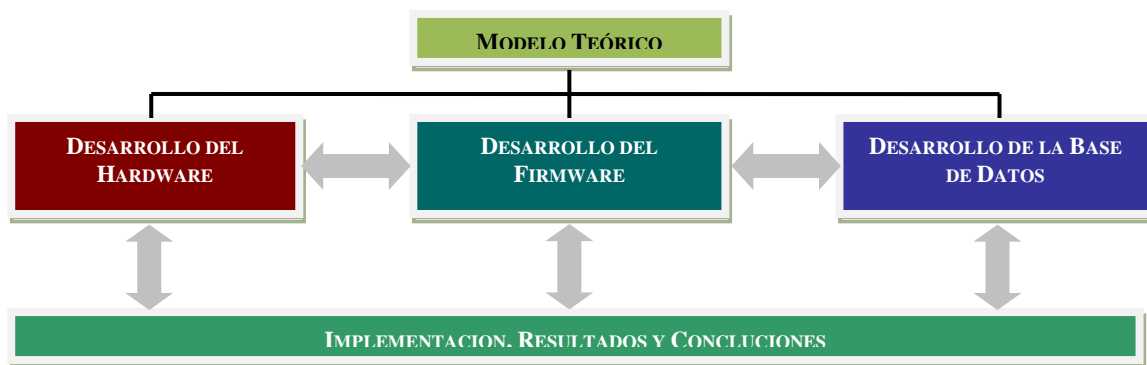 MODELO TEÓRICO
DESARROLLO DEL
HARDWARE
DESARROLLO DEL
FIRMWARE
DESARROLLO DE LA BASE
DE DATOS
IMPLEMENTACION, RESULTADOS Y CONCLUCIONES